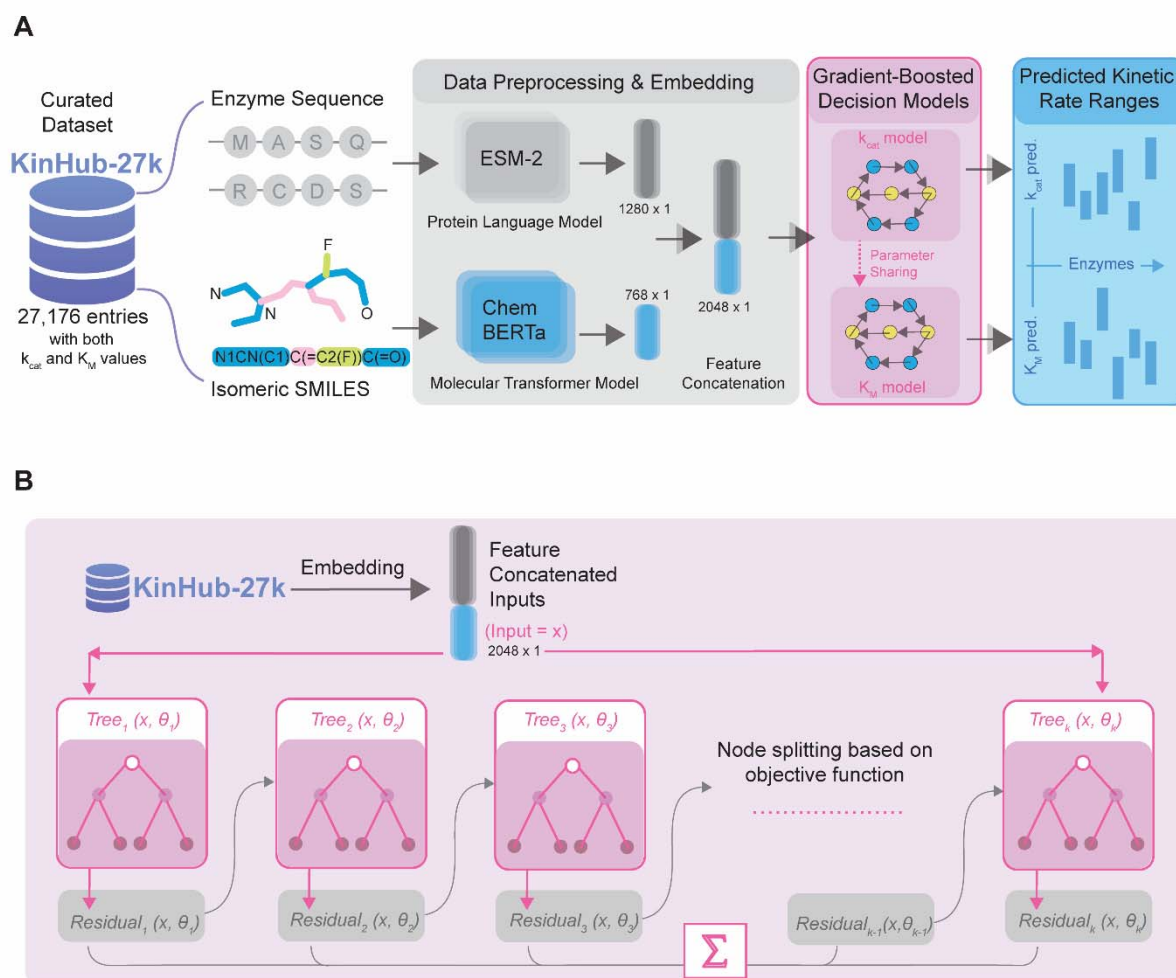 A
Curated
Dataset
KinHub-27k
27,176 entries
with both
kcat and KM values
Enzyme Sequence
M A S Q
R C D S
F
N
N
O
N1CN(C1)C(=C2(F))C(=O)
Isomeric SMILES
Data Preprocessing & Embedding
ESM-2
Protein Language Model
1280 x 1
Chem
BERTa
Molecular Transformer Model
768 x 1
2048 x 1
Feature
Concatenation
Gradient-Boosted
Decision Models
kcat model
Parameter
Sharing
KM model
Predicted Kinetic
Rate Ranges
kcat pred.
Enzymes
KM pred.
B
KinHub-27k
Embedding
Feature
Concatenated
Inputs
(Input = x)
2048 x 1
Tree1 (x, θ1)
Tree2 (x, θ2)
Tree3 (x, θ3)
Treek (x, θk)
Node splitting based on
objective function
Residual1 (x, θ1)
Residual2 (x, θ2)
Residual3 (x, θ3)
Residualk-1(x,θk-1)
Residualk (x, θk)
Σ